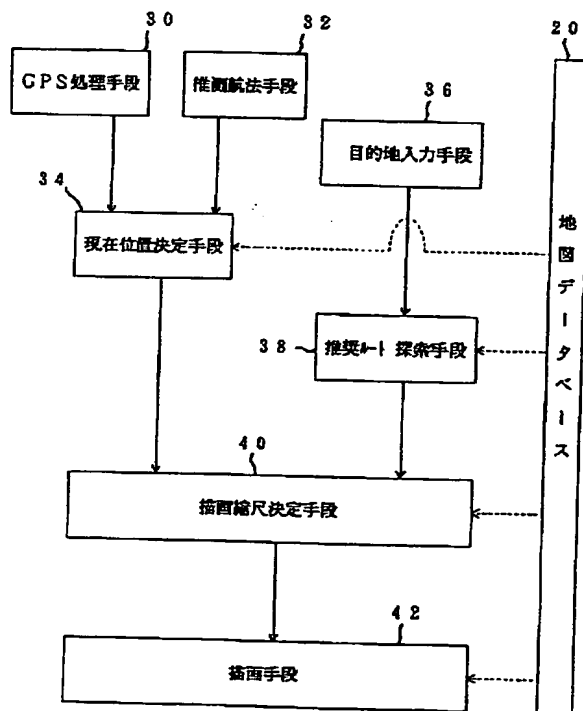 30
32
20
GPS処理手段
推測航法手段
36
目的地入力手段
34
現在位置決定手段
地図データベース
38
推奨ルート探索手段
40
描画縮尺決定手段
42
描画手段